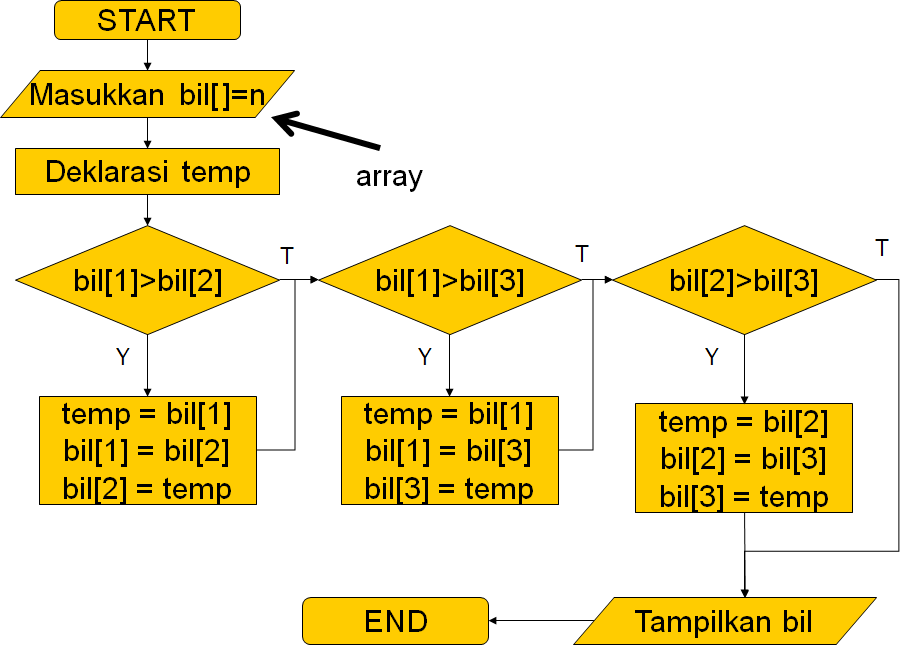 START
Masukkan bil[]=n
array
Deklarasi temp
bil[1]>bil[2]
T
Y
temp = bil[1]
bil[1] = bil[2]
bil[2] = temp
bil[1]>bil[3]
T
Y
temp = bil[1]
bil[1] = bil[3]
bil[3] = temp
bil[2]>bil[3]
T
Y
temp = bil[2]
bil[2] = bil[3]
bil[3] = temp
Tampilkan bil
END